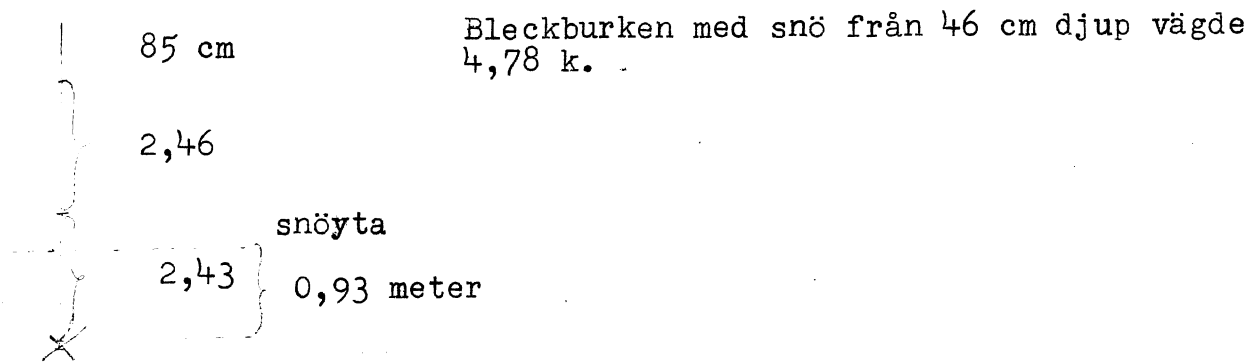 85 cm
Bleckburken med snö från 46 cm djup vägde
4,78 k.
2,46
snöyta
2,43
0,93 meter